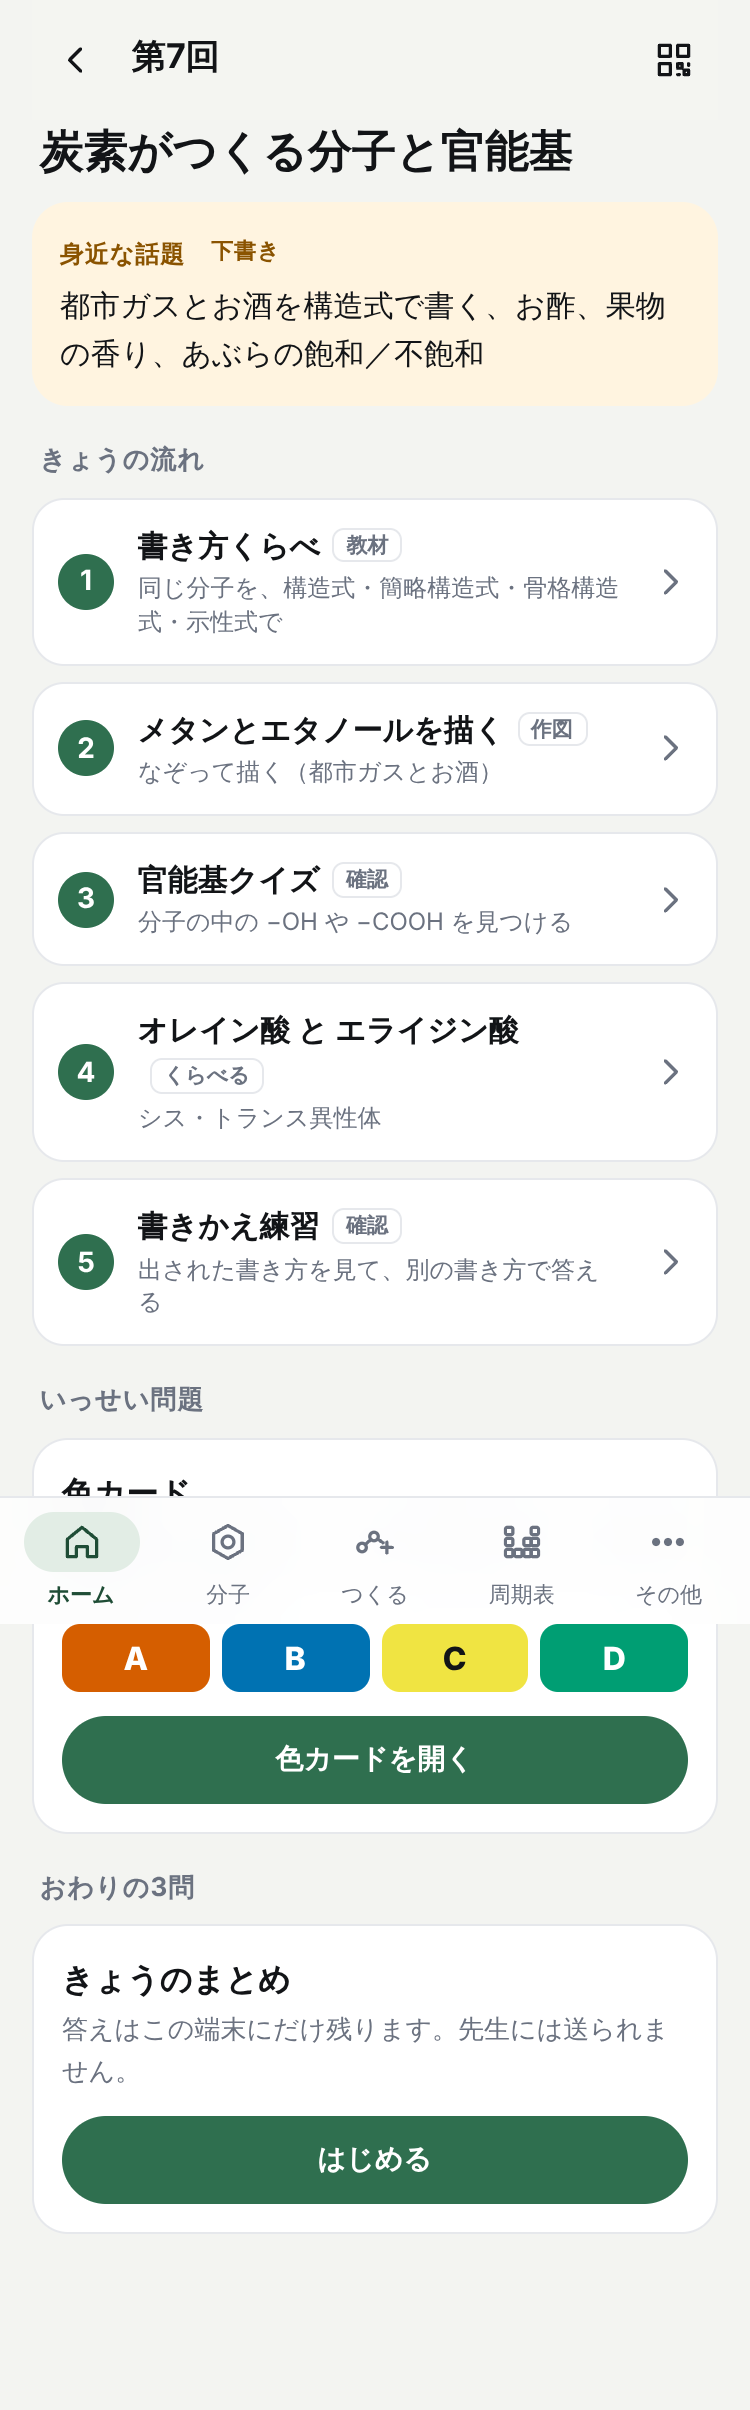 第7回
炭素がつくる分子と官能基
身近な話題 下書き
都市ガスとお酒を構造式で書く、お酢、果物
の香り、あぶらの飽和／不飽和
きょうの流れ
1
書き方くらべ 教材
同じ分子を、構造式・簡略構造式・骨格構造
式・示性式で
2
メタンとエタノールを描く 作図
なぞって描く（都市ガスとお酒）
3
官能基クイズ 確認
分子の中の −OH や −COOH を見つける
4
オレイン酸 と エライジン酸
くらべる
シス・トランス異性体
5
書きかえ練習 確認
出された書き方を見て、別の書き方で答え
る
いっせい問題
色カード
ホーム 分子 つくる 周期表 その他
A B C D
色カードを開く
おわりの3問
きょうのまとめ
答えはこの端末にだけ残ります。先生には送られま
せん。
はじめる